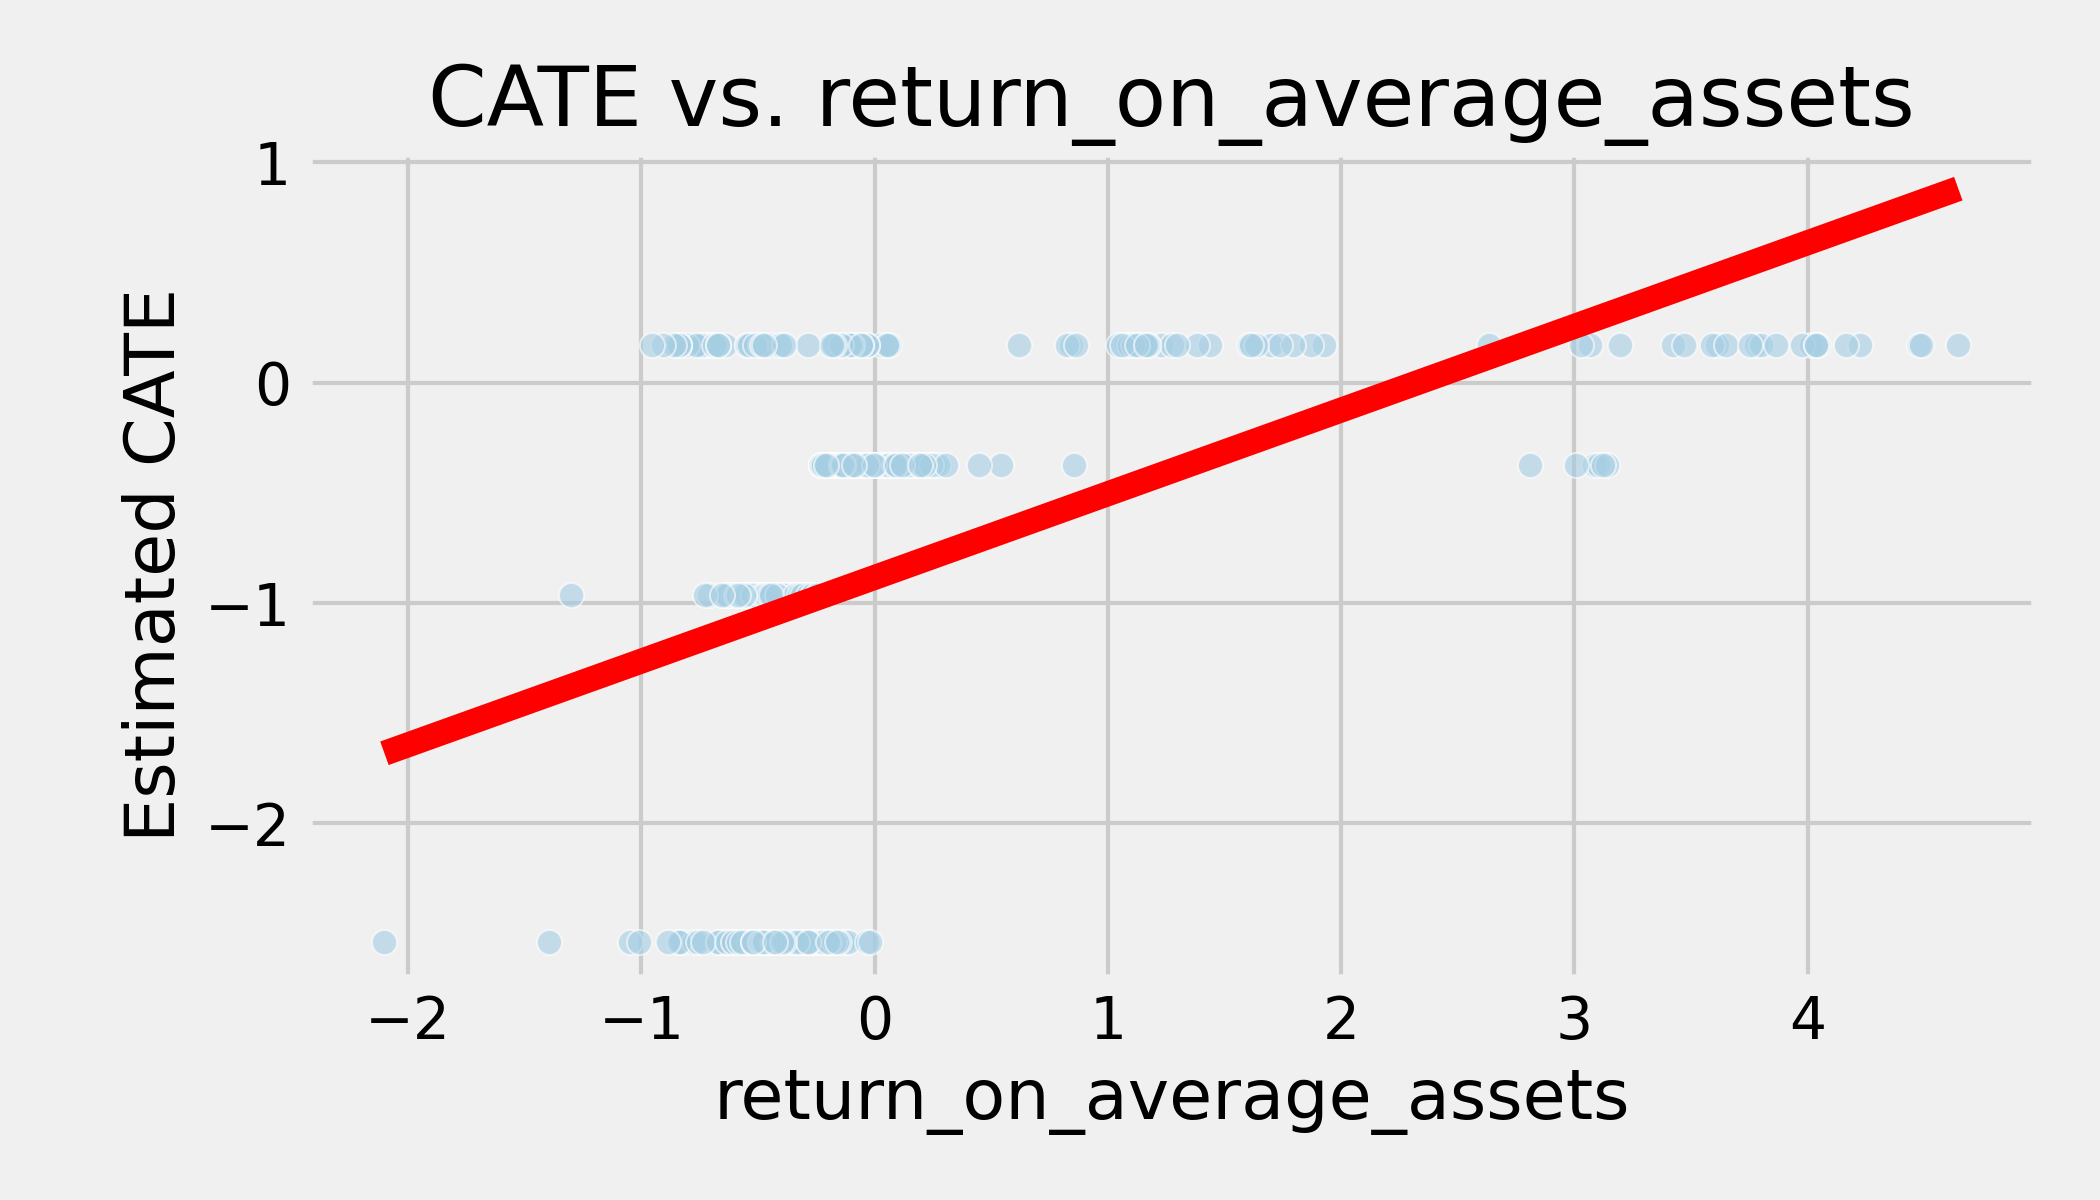 CATE vs. return_on_average_assets
Estimated CATE
1
0
−1
−2
−2 −1 0 1 2 3 4
return_on_average_assets